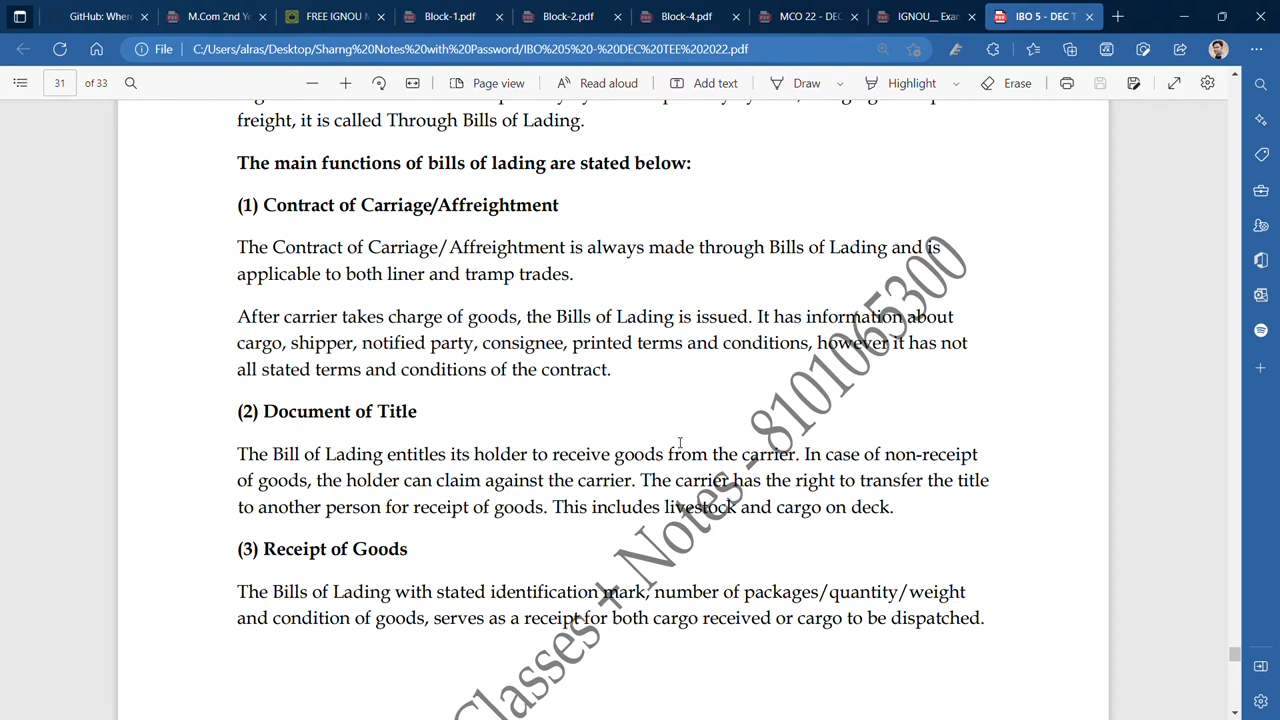 GitHub: Wher
M.Com 2nd Y
FREE IGNOU M
Block-1.pdf
Block-2.pdf
Block-4.pdf
MCO 22 - DEC
IGNOU__ Exa
IBO 5 - DEC T
File
C:/Users/alras/Desktop/Sharng%20Notes%20with%20Password/IBO%205%20-%20DEC%20TEE%202022.pdf
31 of 33
Page view
Read aloud
Add text
Draw
Highlight
Erase
freight, it is called Through Bills of Lading.
The main functions of bills of lading are stated below:
(1) Contract of Carriage/Affreightment
The Contract of Carriage/Affreightment is always made through Bills of Lading and is
applicable to both liner and tramp trades.
After carrier takes charge of goods, the Bills of Lading is issued. It has information about
cargo, shipper, notified party, consignee, printed terms and conditions, however it has not
all stated terms and conditions of the contract.
(2) Document of Title
The Bill of Lading entitles its holder to receive goods from the carrier. In case of non-receipt
of goods, the holder can claim against the carrier. The carrier has the right to transfer the title
to another person for receipt of goods. This includes livestock and cargo on deck.
(3) Receipt of Goods
The Bills of Lading with stated identification mark, number of packages/quantity/weight
and condition of goods, serves as a receipt for both cargo received or cargo to be dispatched.
Classes + Notes - 8101065300